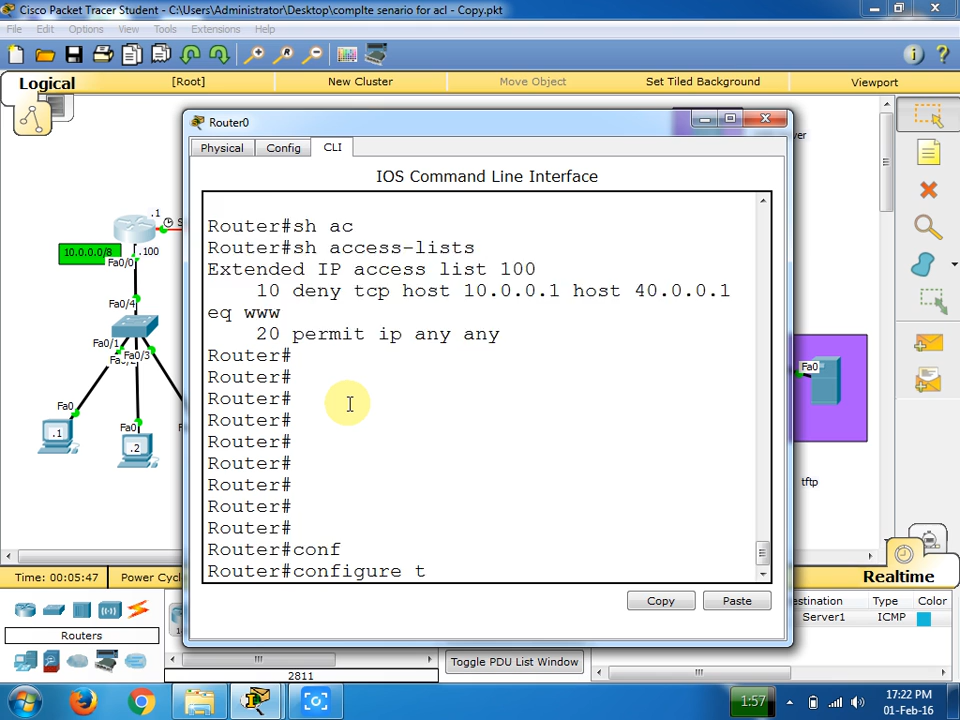 Cisco Packet Tracer Student - C:\Users\Administrator\Desktop\complte senario for acl - Copy.pkt
File Edit Options View Tools Extensions Help
Logical
[Root] New Cluster Move Object Set Tiled Background Viewport
Router0
Physical Config CLI
IOS Command Line Interface
Router#sh ac
Router#sh access-lists
Extended IP access list 100
10 deny tcp host 10.0.0.1 host 40.0.0.1
eq www
20 permit ip any any
Router#
Router#
Router#
Router#
Router#
Router#
Router#
Router#
Router#
Router#conf
Router#configure t
Copy Paste
.1
10.0.0.0/8
.100
Fa0/0
Fa0/4
Fa0/1
Fa0/3
Fa0
Fa0
.1
.2
Fa0
tftp
Time: 00:05:47 Power Cycl
Realtime
Routers
2811
Toggle PDU List Window
Type Color
Server1 ICMP
1:57
17:22 PM
01-Feb-16